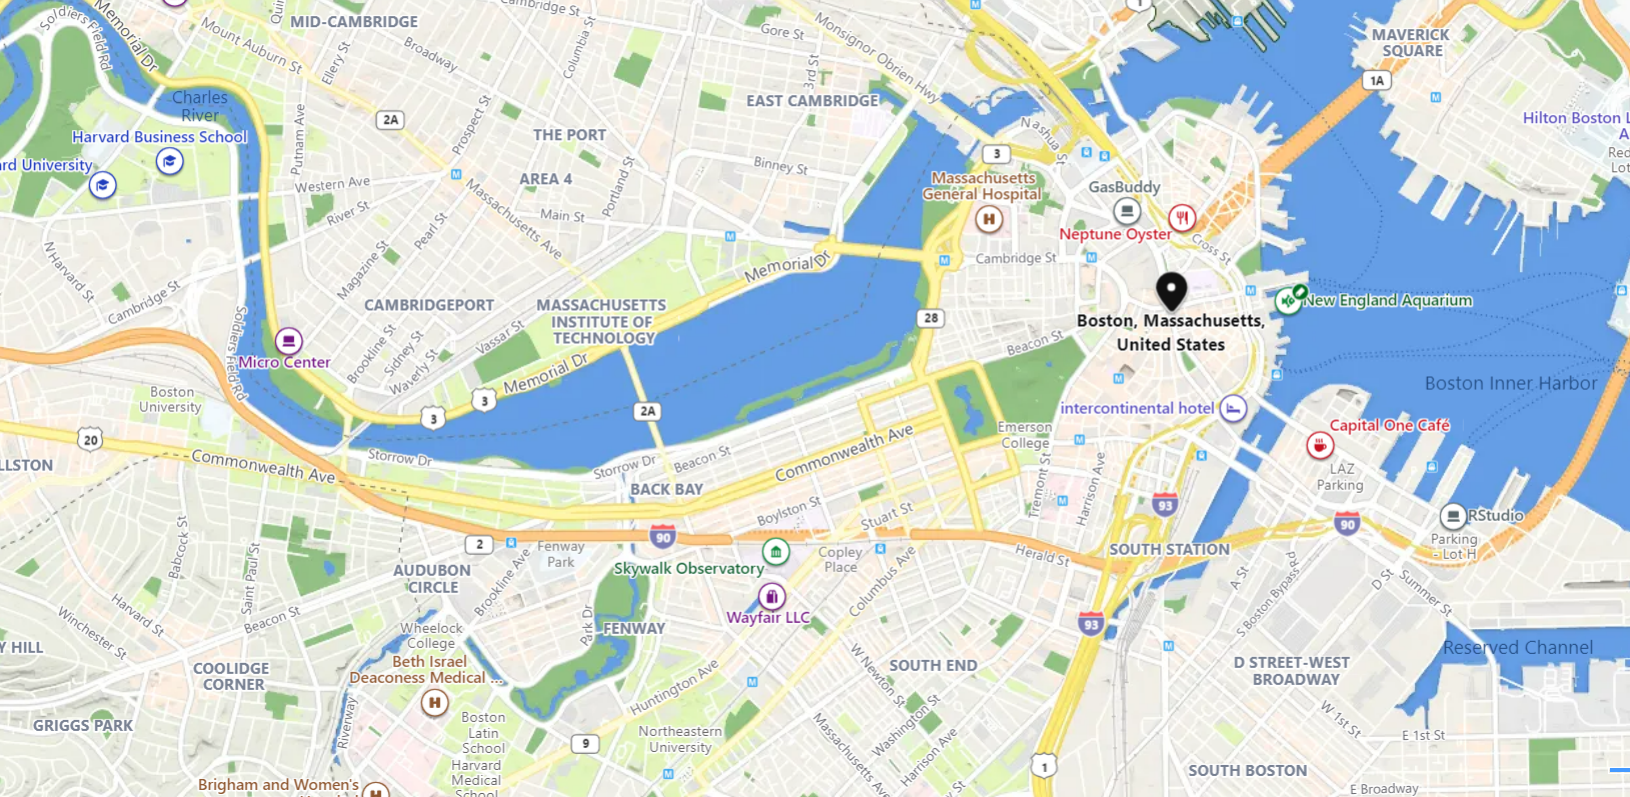 MID-CAMBRIDGE
Cambridge St
Columbia St
Gore St
Monsignor Obrien Hwy
1
MAVERICK
SQUARE
1A
Soldiers Field Rd
Memorial Dr
Mount Auburn St
Ellery St
Broadway
3rd St
EAST CAMBRIDGE
Charles
River
2A
Prospect St
THE PORT
Nashua St
Hilton Boston L
A
Harvard Business School
rd University
Putnam Ave
Western Ave
AREA 4
Portland St
Binney St
3
Massachusetts
General Hospital
GasBuddy
Red
Lot
River St
Pearl St
Massachusetts Ave
Main St
Neptune Oyster
Cross St
N Harvard St
Magazine St
Memorial Dr
Cambridge St
Cambridge St
CAMBRIDGEPORT
MASSACHUSETTS
INSTITUTE OF
TECHNOLOGY
28
New England Aquarium
Boston, Massachusetts,
United States
Soldiers Field Rd
Micro Center
Brookline St
Sidney St
Waverly St
Vassar St
Memorial Dr
Beacon St
Boston Inner Harbor
Boston
University
3
3
2A
intercontinental hotel
Capital One Café
20
LLSTON
Commonwealth Ave
Storrow Dr
Storrow Dr
Beacon St
Commonwealth Ave
Emerson
College
LAZ
Parking
BACK BAY
Boylston St
Stuart St
Tremont St
Harrison Ave
93
90
RStudio
Parking
- Lot H
Babcock St
2
Fenway
Park
90
Copley
Place
Herald St
SOUTH STATION
Skywalk Observatory
AUDUBON
CIRCLE
Saint Paul St
Brookline Ave
Columbus Ave
A St
S Boston Bypass Rd
D St
Summer St
Winchester St
Harvard St
Beacon St
Wayfair LLC
Park Dr
FENWAY
93
Wheelock
College
Y HILL
COOLIDGE
CORNER
Beth Israel
Deaconess Medical ...
Huntington Ave
SOUTH END
W Newton St
D STREET-WEST
BROADWAY
Reserved Channel
GRIGGS PARK
Riverway
Boston
Latin
School
Harvard
Medical
School
9
Northeastern
University
Massachusetts Ave
Washington St
Harrison Ave
W 1st St
E 1st St
1
SOUTH BOSTON
E Broadway
Brigham and Women's